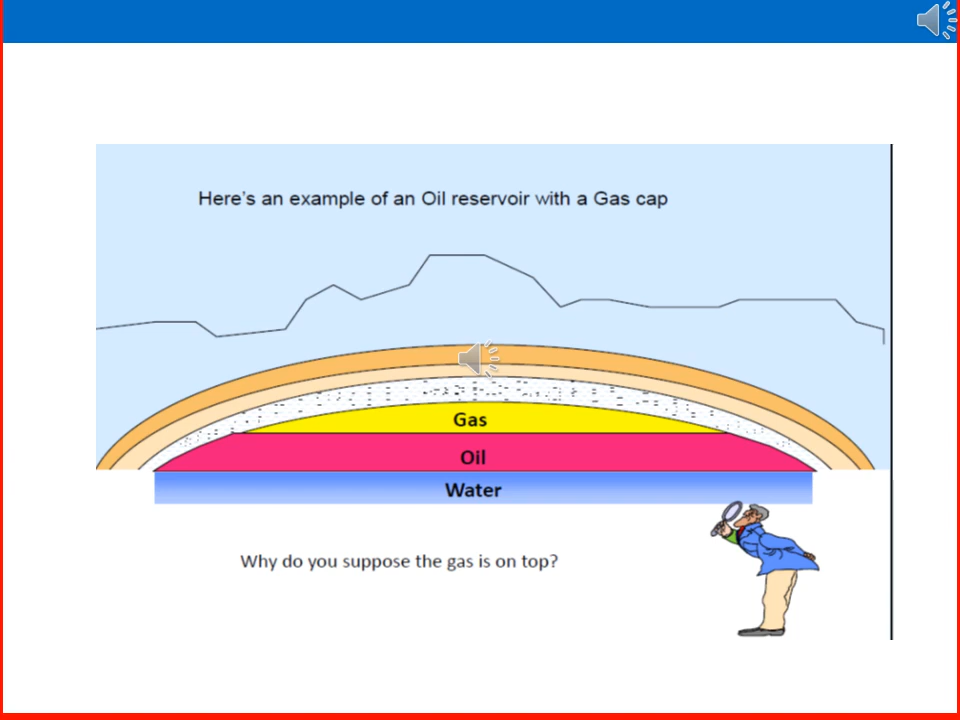 Here's an example of an Oil reservoir with a Gas cap
Gas
Oil
Water
Why do you suppose the gas is on top?